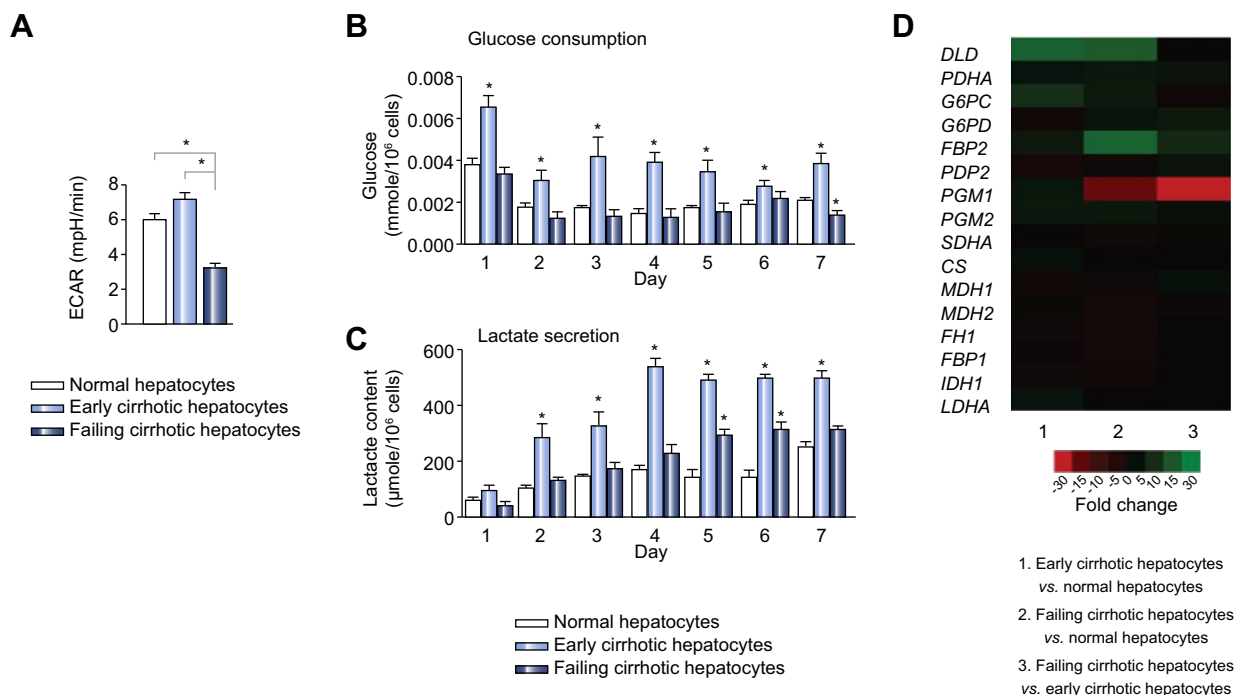 A
ECAR (mpH/min)
8
6
4
2
0
*
*
Normal hepatocytes
Early cirrhotic hepatocytes
Failing cirrhotic hepatocytes
B
Glucose consumption
Glucose
(mmole/10⁶ cells)
0.008
0.006
0.004
0.002
0.000
* * * * * * * *
1 2 3 4 5 6 7
Day
C
Lactate secretion
Lactacte content
(µmole/10⁶ cells)
600
400
200
0
* * * * * * * *
1 2 3 4 5 6 7
Day
Normal hepatocytes
Early cirrhotic hepatocytes
Failing cirrhotic hepatocytes
D
DLD
PDHA
G6PC
G6PD
FBP2
PDP2
PGM1
PGM2
SDHA
CS
MDH1
MDH2
FH1
FBP1
IDH1
LDHA
1 2 3
-30 -15 -10 -5 0 5 10 15 30
Fold change
1. Early cirrhotic hepatocytes
vs. normal hepatocytes
2. Failing cirrhotic hepatocytes
vs. normal hepatocytes
3. Failing cirrhotic hepatocytes
vs. early cirrhotic hepatocytes